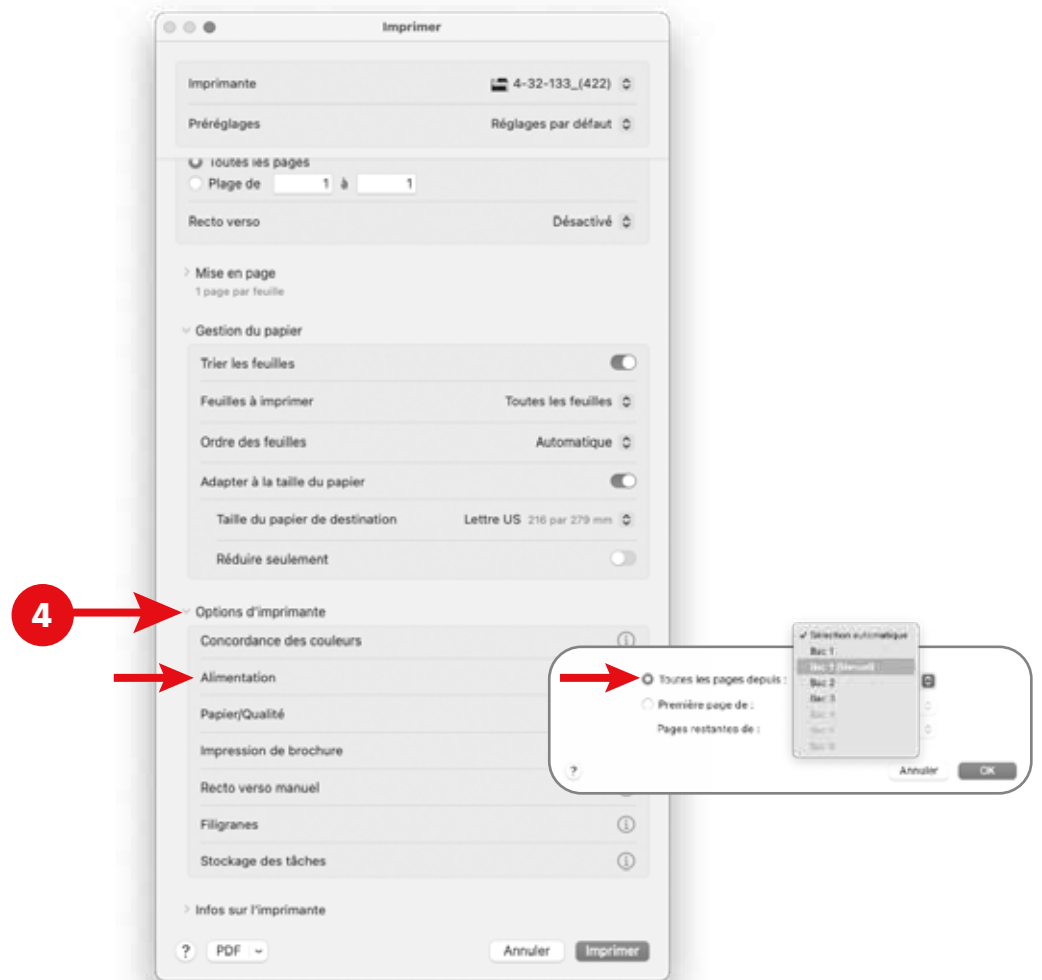 Imprimer
Imprimante 4-32-133_(422)
Préréglages Réglages par défaut
Toutes les pages
Plage de 1 à 1
Recto verso Désactivé
Mise en page
1 page par feuille
Gestion du papier
Trier les feuilles
Feuilles à imprimer Toutes les feuilles
Ordre des feuilles Automatique
Adapter à la taille du papier
Taille du papier de destination Lettre US 216 par 279 mm
Réduire seulement
4 Options d'imprimante
Concordance des couleurs
Alimentation
Papier/Qualité
Impression de brochure
Recto verso manuel
Filigranes
Stockage des tâches
Infos sur l'imprimante
? PDF Annuler Imprimer
✓ Sélection automatique
Bac 1
Bac 1 (Manuel)
Bac 2
Bac 3
Bac 4
Toutes les pages depuis :
Première page de :
Pages restantes de :
? Annuler OK